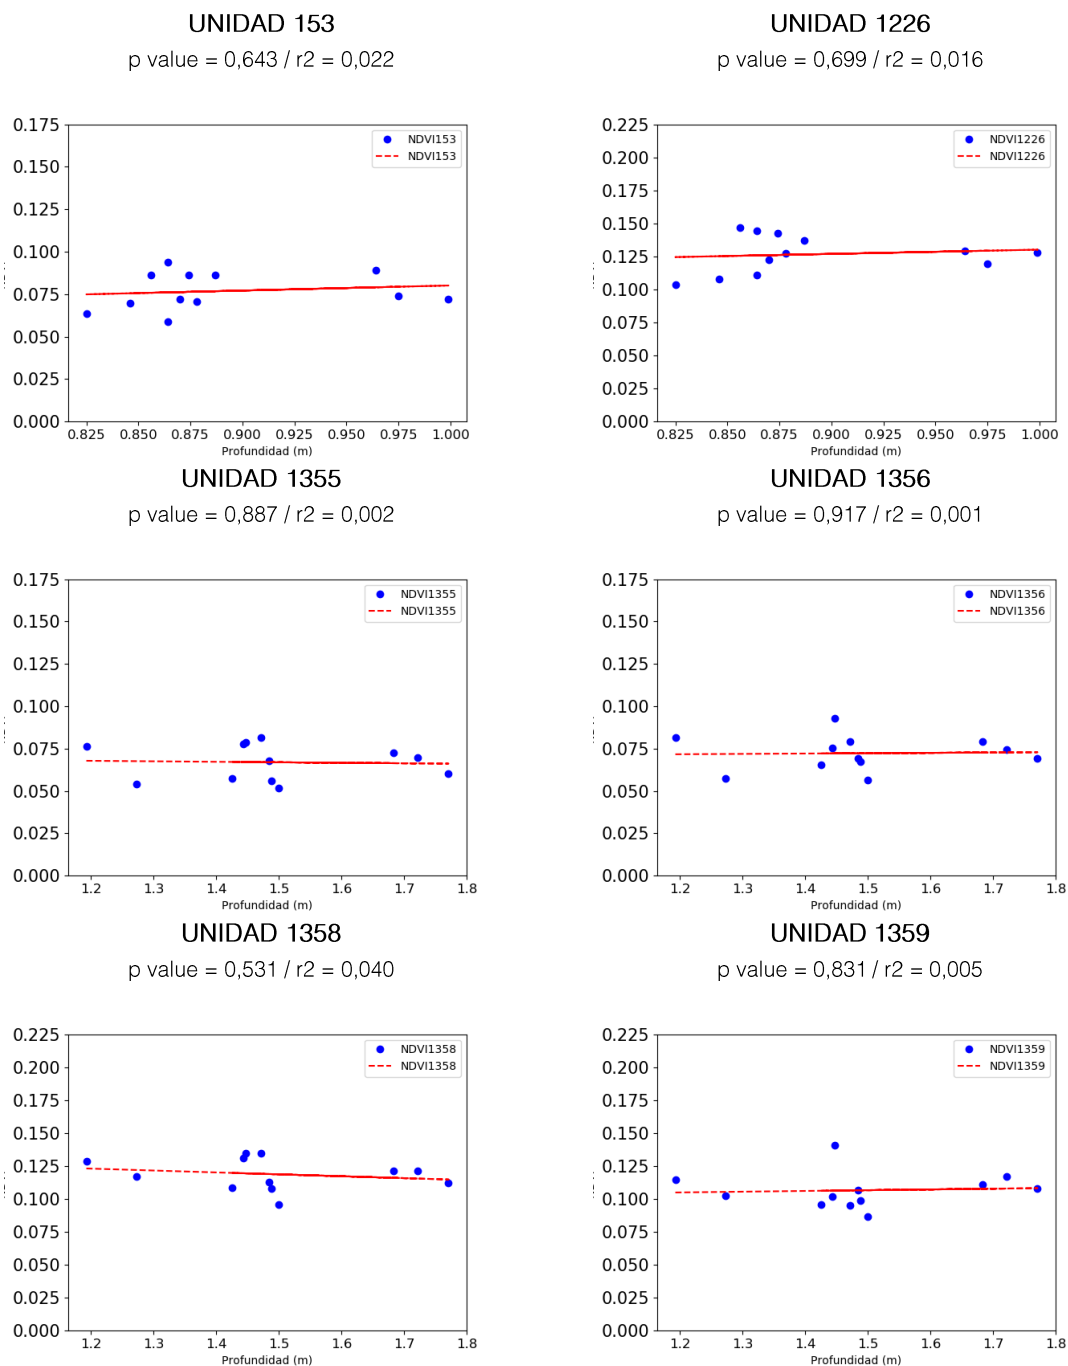 UNIDAD 153
p value = 0,643 / r2 = 0,022
0.175
0.150
0.125
0.100
0.075
0.050
0.025
0.000
NDVI153
NDVI153
0.825 0.850 0.875 0.900 0.925 0.950 0.975 1.000
Profundidad (m)
UNIDAD 1226
p value = 0,699 / r2 = 0,016
0.225
0.200
0.175
0.150
0.125
0.100
0.075
0.050
0.025
0.000
NDVI1226
NDVI1226
0.825 0.850 0.875 0.900 0.925 0.950 0.975 1.000
Profundidad (m)
UNIDAD 1355
p value = 0,887 / r2 = 0,002
0.175
0.150
0.125
0.100
0.075
0.050
0.025
0.000
NDVI1355
NDVI1355
1.2 1.3 1.4 1.5 1.6 1.7 1.8
Profundidad (m)
UNIDAD 1356
p value = 0,917 / r2 = 0,001
0.175
0.150
0.125
0.100
0.075
0.050
0.025
0.000
NDVI1356
NDVI1356
1.2 1.3 1.4 1.5 1.6 1.7 1.8
Profundidad (m)
UNIDAD 1358
p value = 0,531 / r2 = 0,040
0.225
0.200
0.175
0.150
0.125
0.100
0.075
0.050
0.025
0.000
NDVI1358
NDVI1358
1.2 1.3 1.4 1.5 1.6 1.7 1.8
Profundidad (m)
UNIDAD 1359
p value = 0,831 / r2 = 0,005
0.225
0.200
0.175
0.150
0.125
0.100
0.075
0.050
0.025
0.000
NDVI1359
NDVI1359
1.2 1.3 1.4 1.5 1.6 1.7 1.8
Profundidad (m)